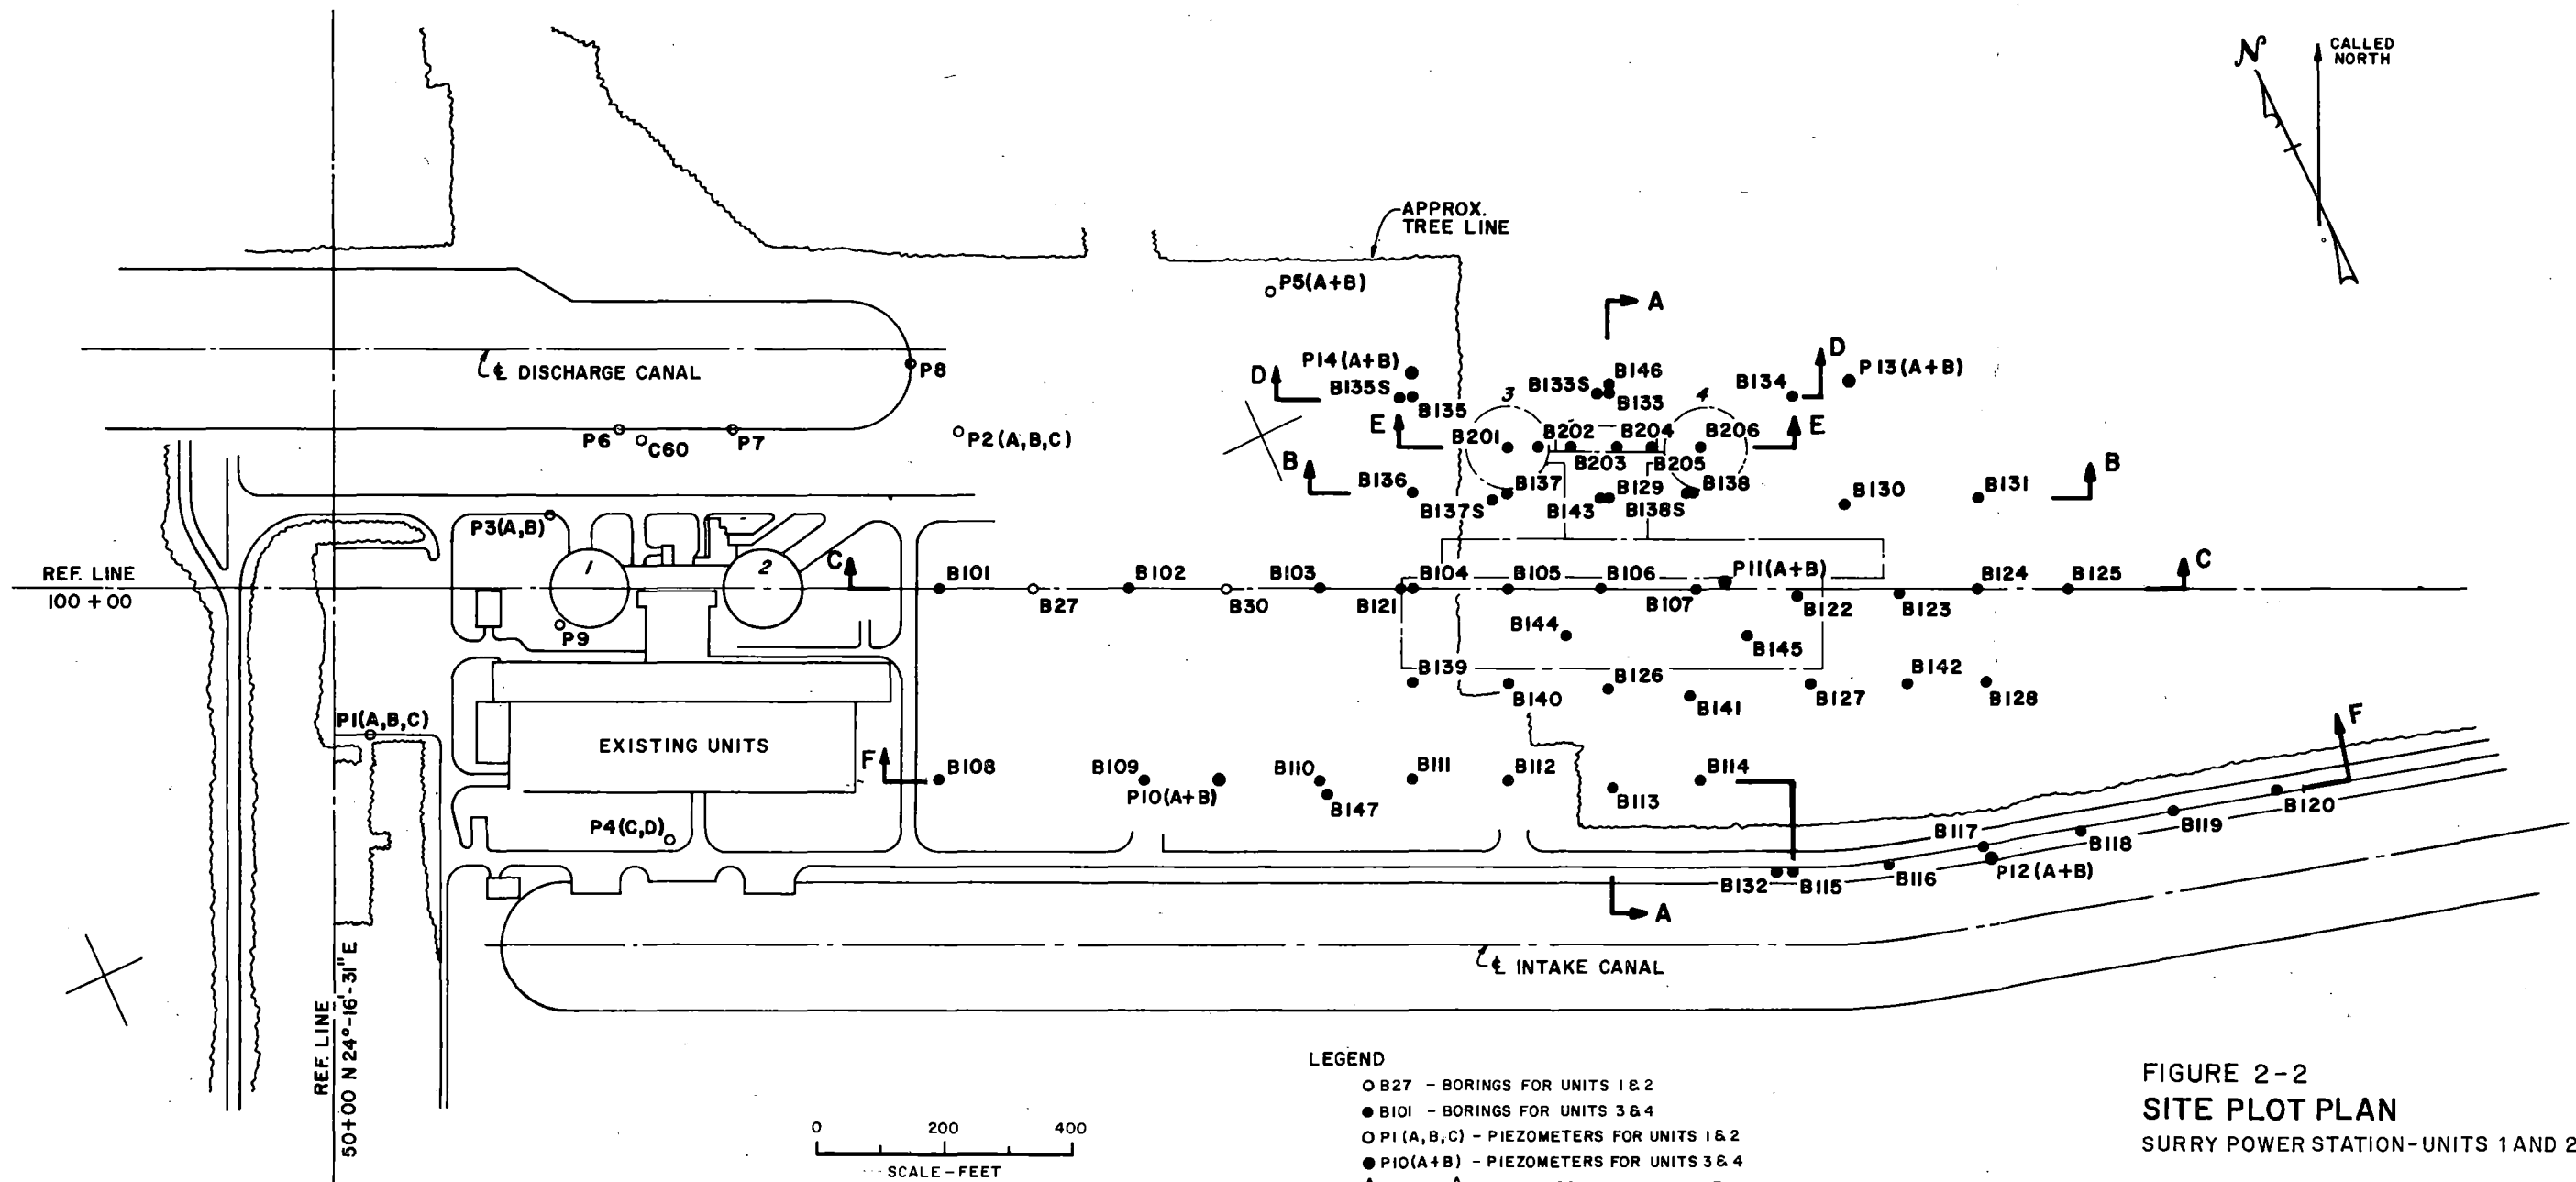 N
CALLED
NORTH
APPROX.
TREE LINE
P5(A+B)
A
℄ DISCHARGE CANAL
P8
P14(A+B)
D
B135S
B135
B133S
B146
B133
3
4
B134
D
P13(A+B)
P6
C60
P7
P2(A,B,C)
E
B201
B202
B203
B204
B205
B206
E
B
B136
B137
B137S
B129
B143
B138S
B138
B130
B131
B
P3(A,B)
REF. LINE
100+00
1
2
C
B101
B27
B102
B30
B103
B121
B104
B105
B106
B107
P11(A+B)
B122
B123
B124
B125
C
P9
B144
B145
B139
B140
B126
B141
B127
B142
B128
P1(A,B,C)
EXISTING UNITS
F
B108
B109
P10(A+B)
B110
B147
B111
B112
B113
B114
F
B120
P4(C,D)
B117
B119
B118
P12(A+B)
B132
B115
B116
A
℄ INTAKE CANAL
REF. LINE
50+00 N 24°-16'-31" E
0 200 400
SCALE-FEET
LEGEND
B27 - BORINGS FOR UNITS 1 & 2
B101 - BORINGS FOR UNITS 3 & 4
P1(A,B,C) - PIEZOMETERS FOR UNITS 1 & 2
P10(A+B) - PIEZOMETERS FOR UNITS 3 & 4
FIGURE 2-2
SITE PLOT PLAN
SURRY POWER STATION-UNITS 1 AND 2